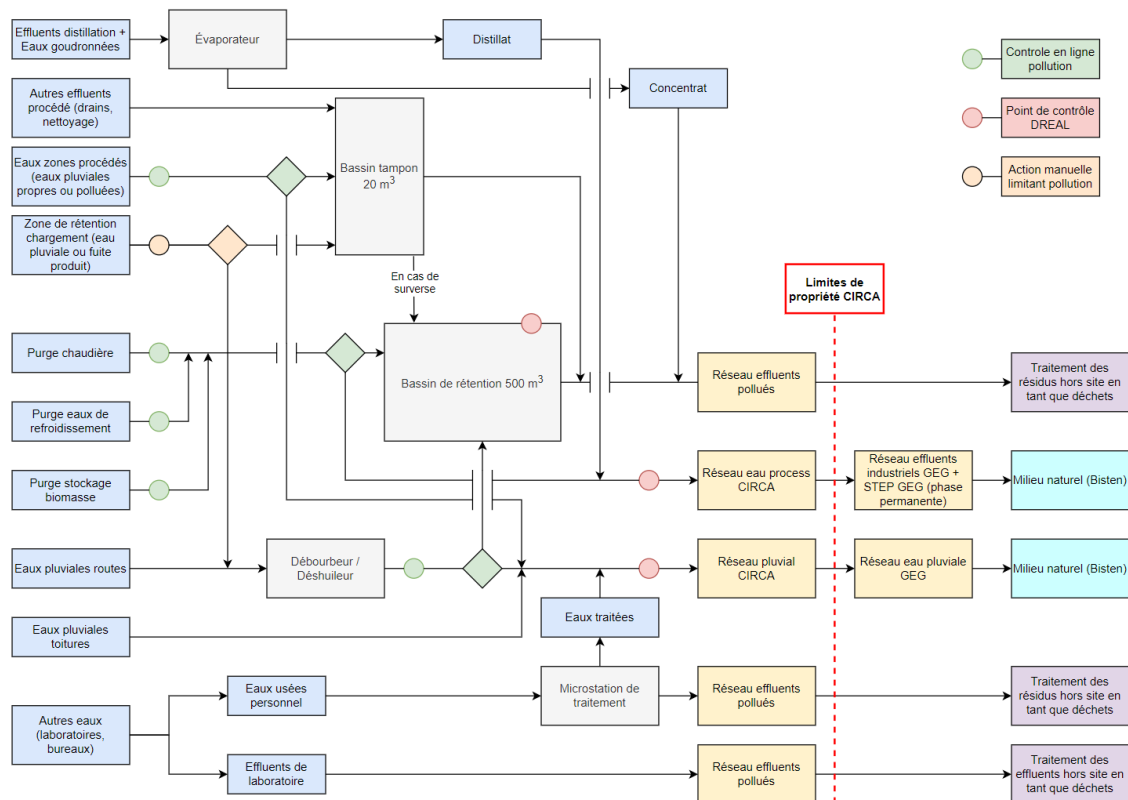 Effluents distillation +
Eaux goudronnées
Évaporateur
Distillat
Concentrat
Controle en ligne
pollution
Autres effluents
procédé (drains,
nettoyage)
Bassin tampon
20 m³
Point de contrôle
DREAL
Eaux zones procédés
(eaux pluviales
propres ou polluées)
Action manuelle
limitant pollution
Zone de rétention
chargement (eau
pluviale ou fuite
produit)
En cas de
surverse
Limites de
propriété CIRCA
Purge chaudière
Bassin de rétention 500 m³
Réseau effluents
pollués
Traitement des
résidus hors site en
tant que déchets
Purge eaux de
refroidissement
Purge stockage
biomasse
Réseau eau process
CIRCA
Réseau effluents
industriels GEG +
STEP GEG (phase
permanente)
Milieu naturel (Bisten)
Eaux pluviales routes
Débourbeur /
Déshuileur
Réseau pluvial
CIRCA
Réseau eau pluviale
GEG
Milieu naturel (Bisten)
Eaux pluviales
toitures
Eaux traitées
Autres eaux
(laboratoires,
bureaux)
Eaux usées
personnel
Microstation de
traitement
Réseau effluents
pollués
Traitement des
résidus hors site en
tant que déchets
Effluents de
laboratoire
Réseau effluents
pollués
Traitement des
effluents hors site en
tant que déchets